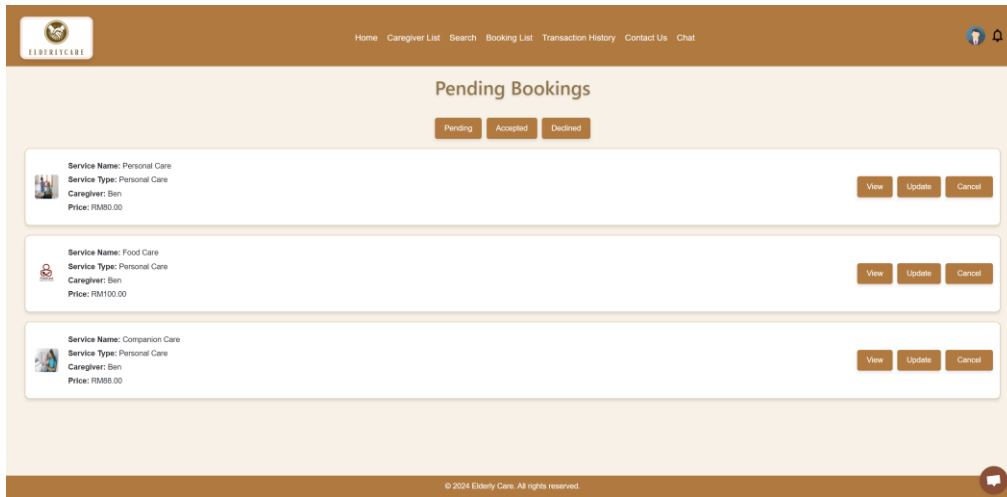 ELDERLYCARE
Home Caregiver List Search Booking List Transaction History Contact Us Chat
Pending Bookings
Pending Accepted Declined
Service Name: Personal Care
Service Type: Personal Care
Caregiver: Ben
Price: RM80.00
View Update Cancel
Service Name: Food Care
Service Type: Personal Care
Caregiver: Ben
Price: RM100.00
View Update Cancel
Service Name: Companion Care
Service Type: Personal Care
Caregiver: Ben
Price: RM88.00
View Update Cancel
© 2024 Elderly Care. All rights reserved.